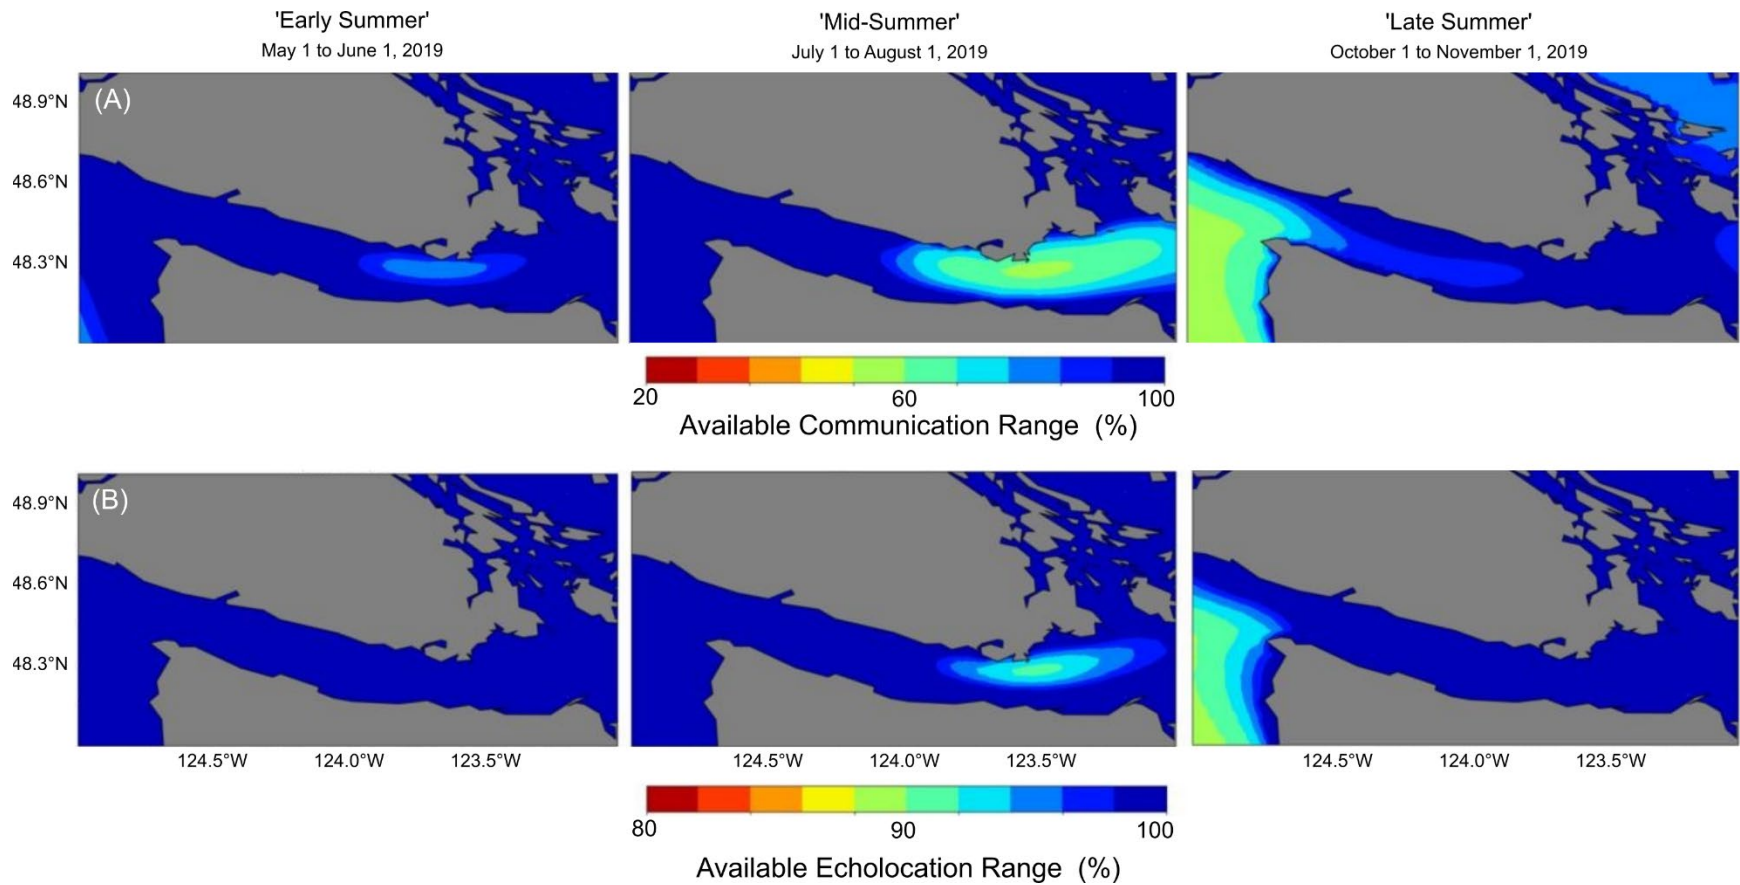 'Early Summer'
May 1 to June 1, 2019
'Mid-Summer'
July 1 to August 1, 2019
'Late Summer'
October 1 to November 1, 2019
(A)
48.9°N
48.6°N
48.3°N
20 60 100
Available Communication Range (%)
(B)
48.9°N
48.6°N
48.3°N
124.5°W 124.0°W 123.5°W
124.5°W 124.0°W 123.5°W
124.5°W 124.0°W 123.5°W
80 90 100
Available Echolocation Range (%)